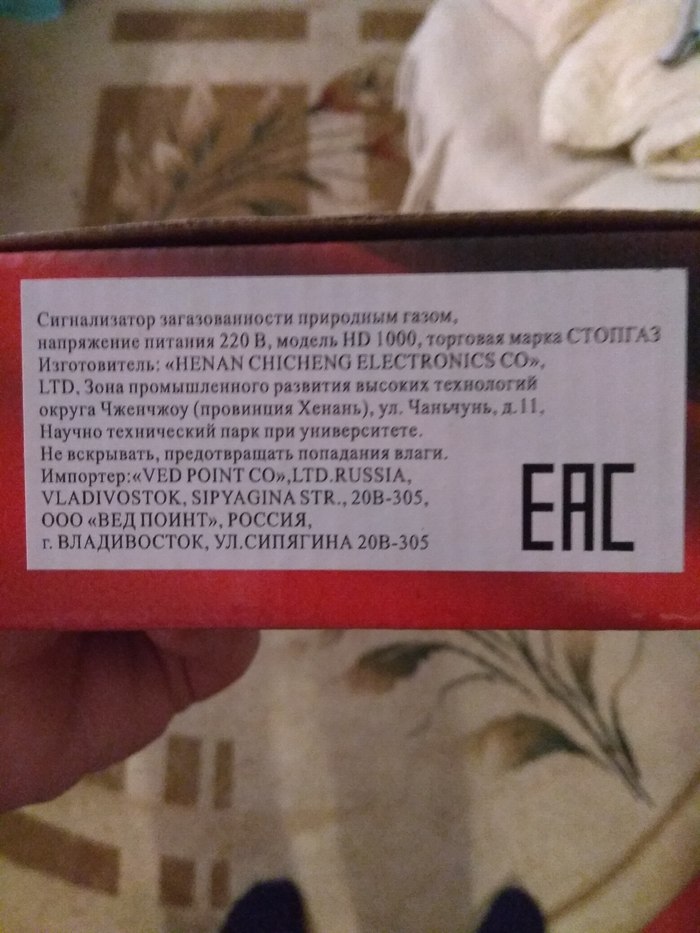 Сигнализатор загазованности природным газом,
напряжение питания 220 В, модель HD 1000, торговая марка СТОПГАЗ
Изготовитель: «HENAN CHICHENG ELECTRONICS CO»,
LTD, Зона промышленного развития высоких технологий
округа Чженчжоу (провинция Хенань), ул. Чаньчунь, д.11,
Научно технический парк при университете.
Не вскрывать, предотвращать попадания влаги.
Импортер:«VED POINT CO»,LTD.RUSSIA,
VLADIVOSTOK, SIPYAGINA STR., 20B-305,
ООО «ВЕД ПОИНТ», РОССИЯ,
г. ВЛАДИВОСТОК, УЛ.СИПЯГИНА 20В-305
EAC